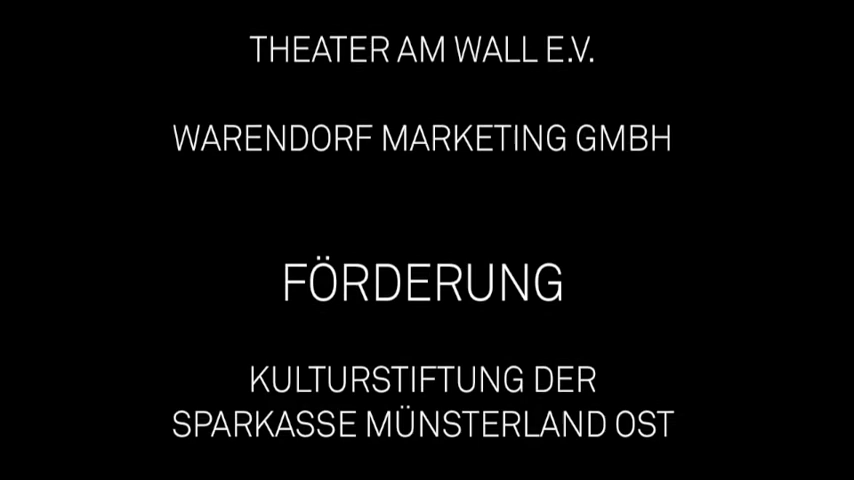 THEATER AM WALL E.V.
WARENDORF MARKETING GMBH
FÖRDERUNG
KULTURSTIFTUNG DER
SPARKASSE MÜNSTERLAND OST